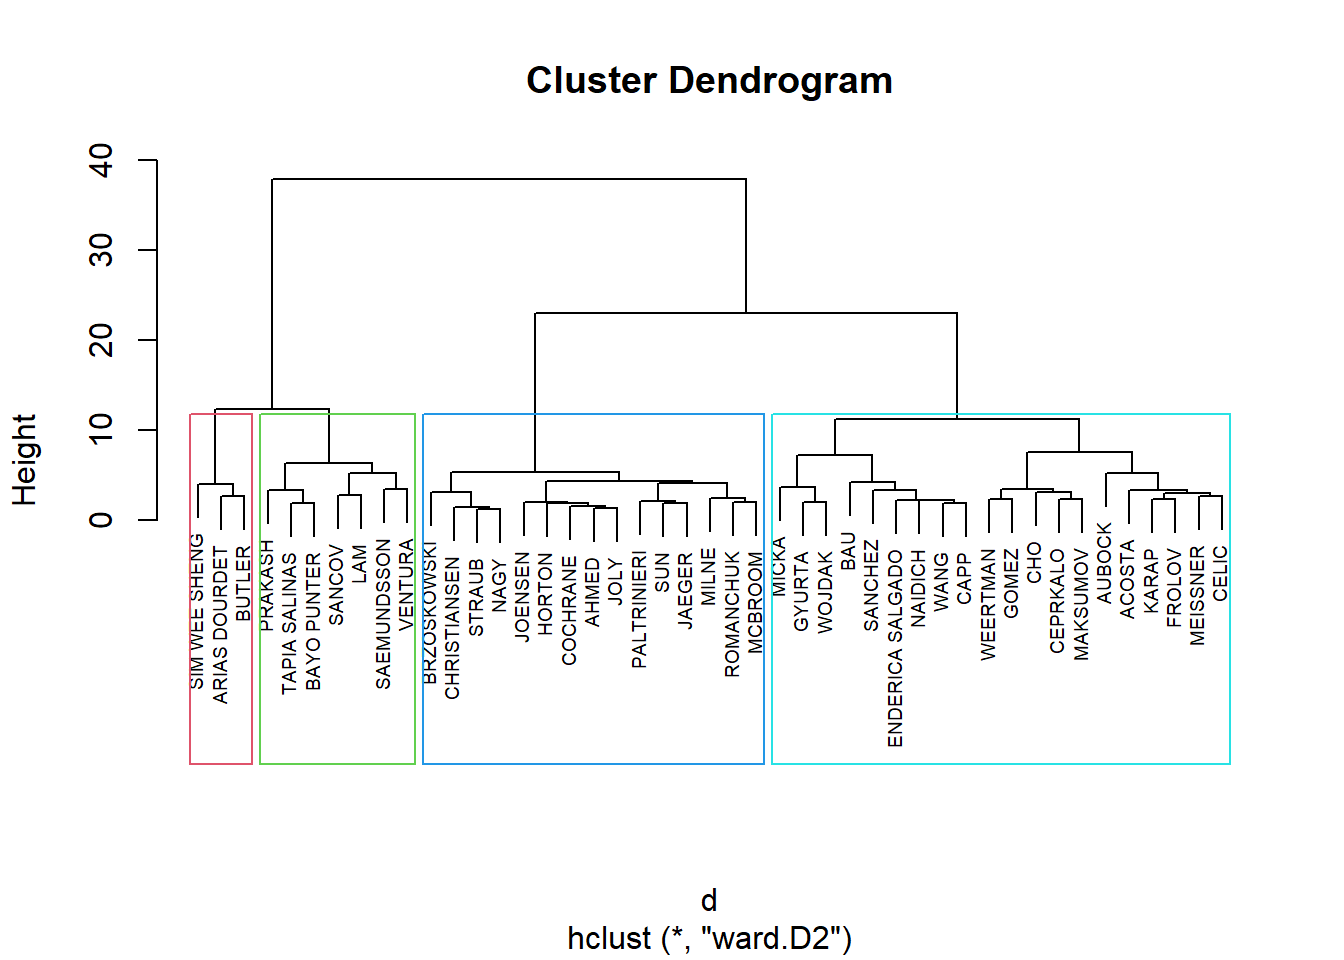 Cluster Dendrogram
Height
40
30
20
10
0
SIM WEE SHENG
ARIAS DOURDET
BUTLER
PRAKASH
TAPIA SALINAS
BAYO PUNTER
SANCOV
LAM
SAEMUNDSSON
VENTURA
BRZOSKOWSKI
CHRISTIANSEN
STRAUB
NAGY
JOENSEN
HORTON
COCHRANE
AHMED
JOLY
PALTRINIERI
SUN
JAEGER
MILNE
ROMANCHUK
MCBROOM
MICKA
GYURTA
WOJDAK
BAU
SANCHEZ
ENDERICA SALGADO
NAIDICH
WANG
CAPP
WEERTMAN
GOMEZ
CHO
CEPRKALO
MAKSUMOV
AUBOCK
ACOSTA
KARAP
FROLOV
MEISSNER
CELIC
d
hclust (*, "ward.D2")